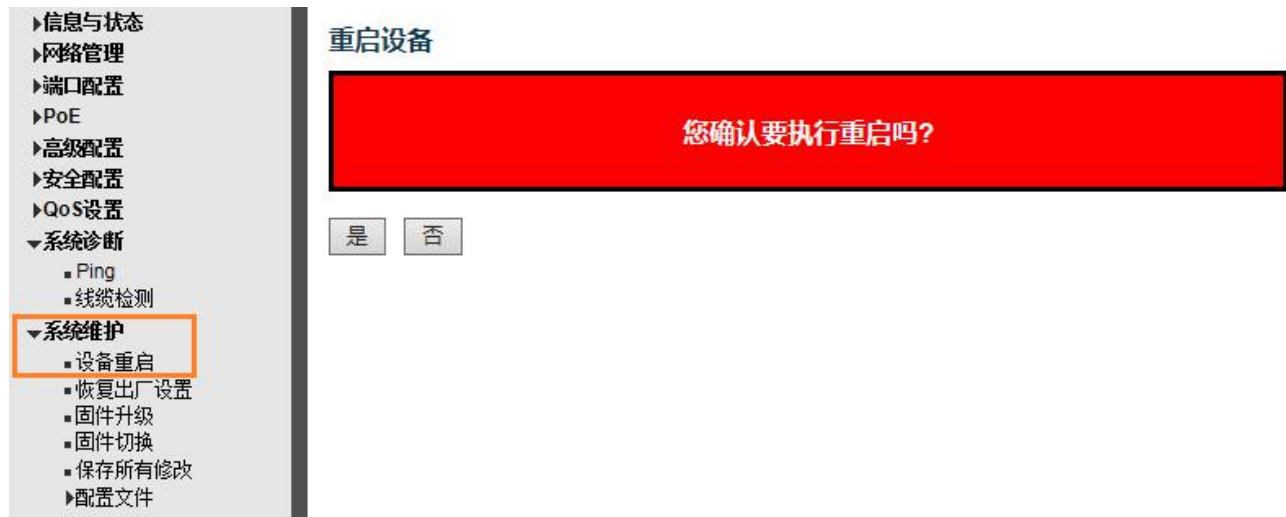 信息与状态
网络管理
端口配置
PoE
高级配置
安全配置
QoS设置
系统诊断
Ping
线缆检测
系统维护
设备重启
恢复出厂设置
固件升级
固件切换
保存所有修改
配置文件
重启设备
您确认要执行重启吗?
是 否